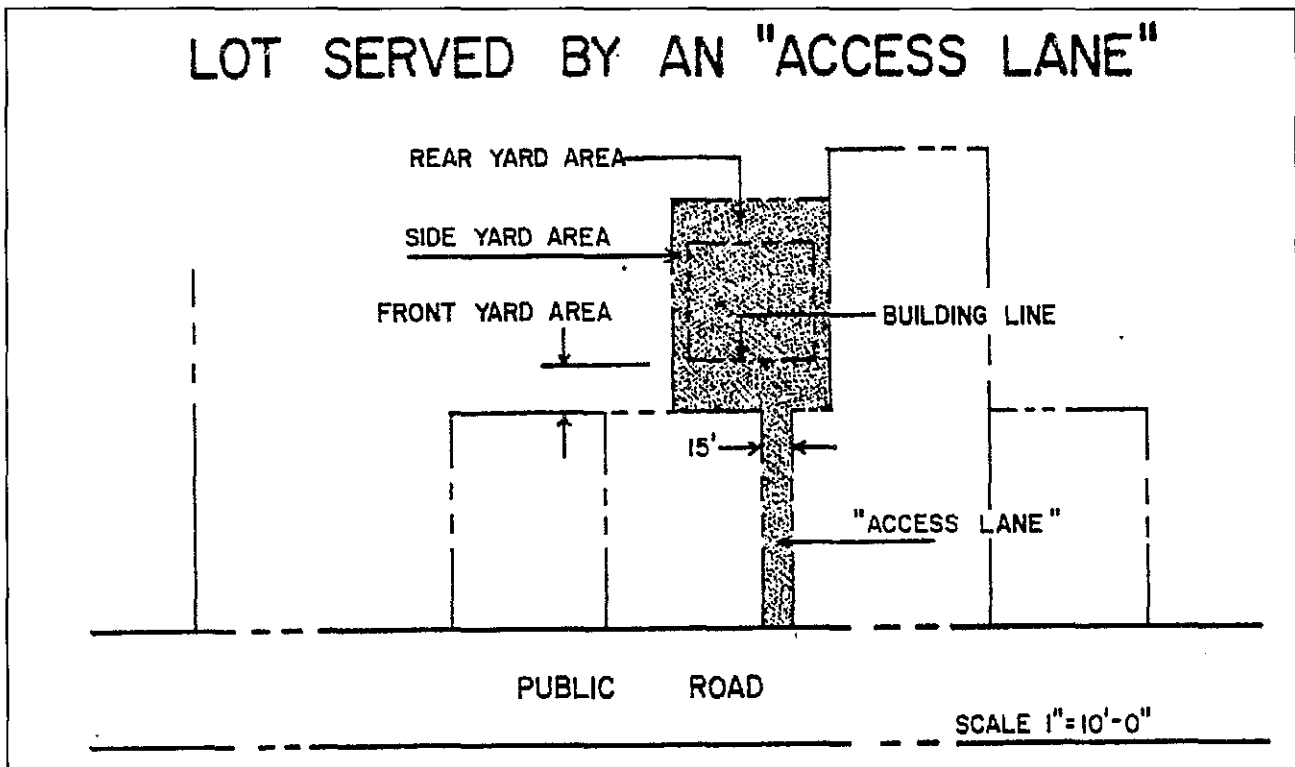 LOT SERVED BY AN "ACCESS LANE"
REAR YARD AREA
SIDE YARD AREA
FRONT YARD AREA
BUILDING LINE
15'
"ACCESS LANE"
PUBLIC ROAD
SCALE 1"=10'-0"